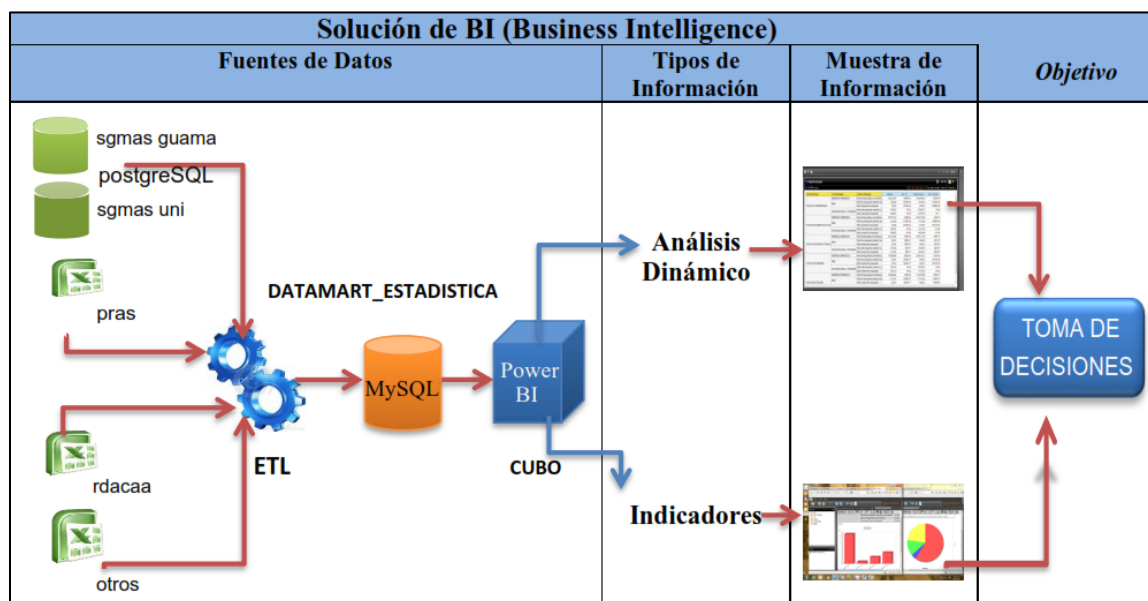 Solución de BI (Business Intelligence)
Fuentes de Datos
Tipos de
Información
Muestra de
Información
Objetivo
sgmas guama
postgreSQL
sgmas uni
pras
rdacaa
otros
ETL
DATAMART_ESTADISTICA
MySQL
Power
BI
CUBO
Análisis
Dinámico
Indicadores
TOMA DE
DECISIONES